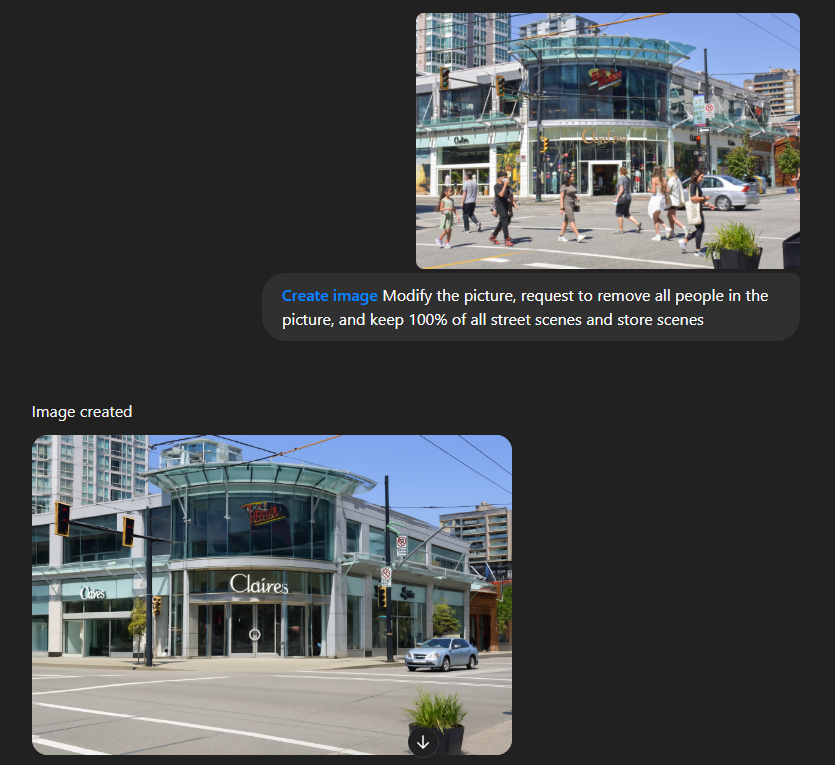 Claire's
Create image Modify the picture, request to remove all people in the
picture, and keep 100% of all street scenes and store scenes
Image created
Claires